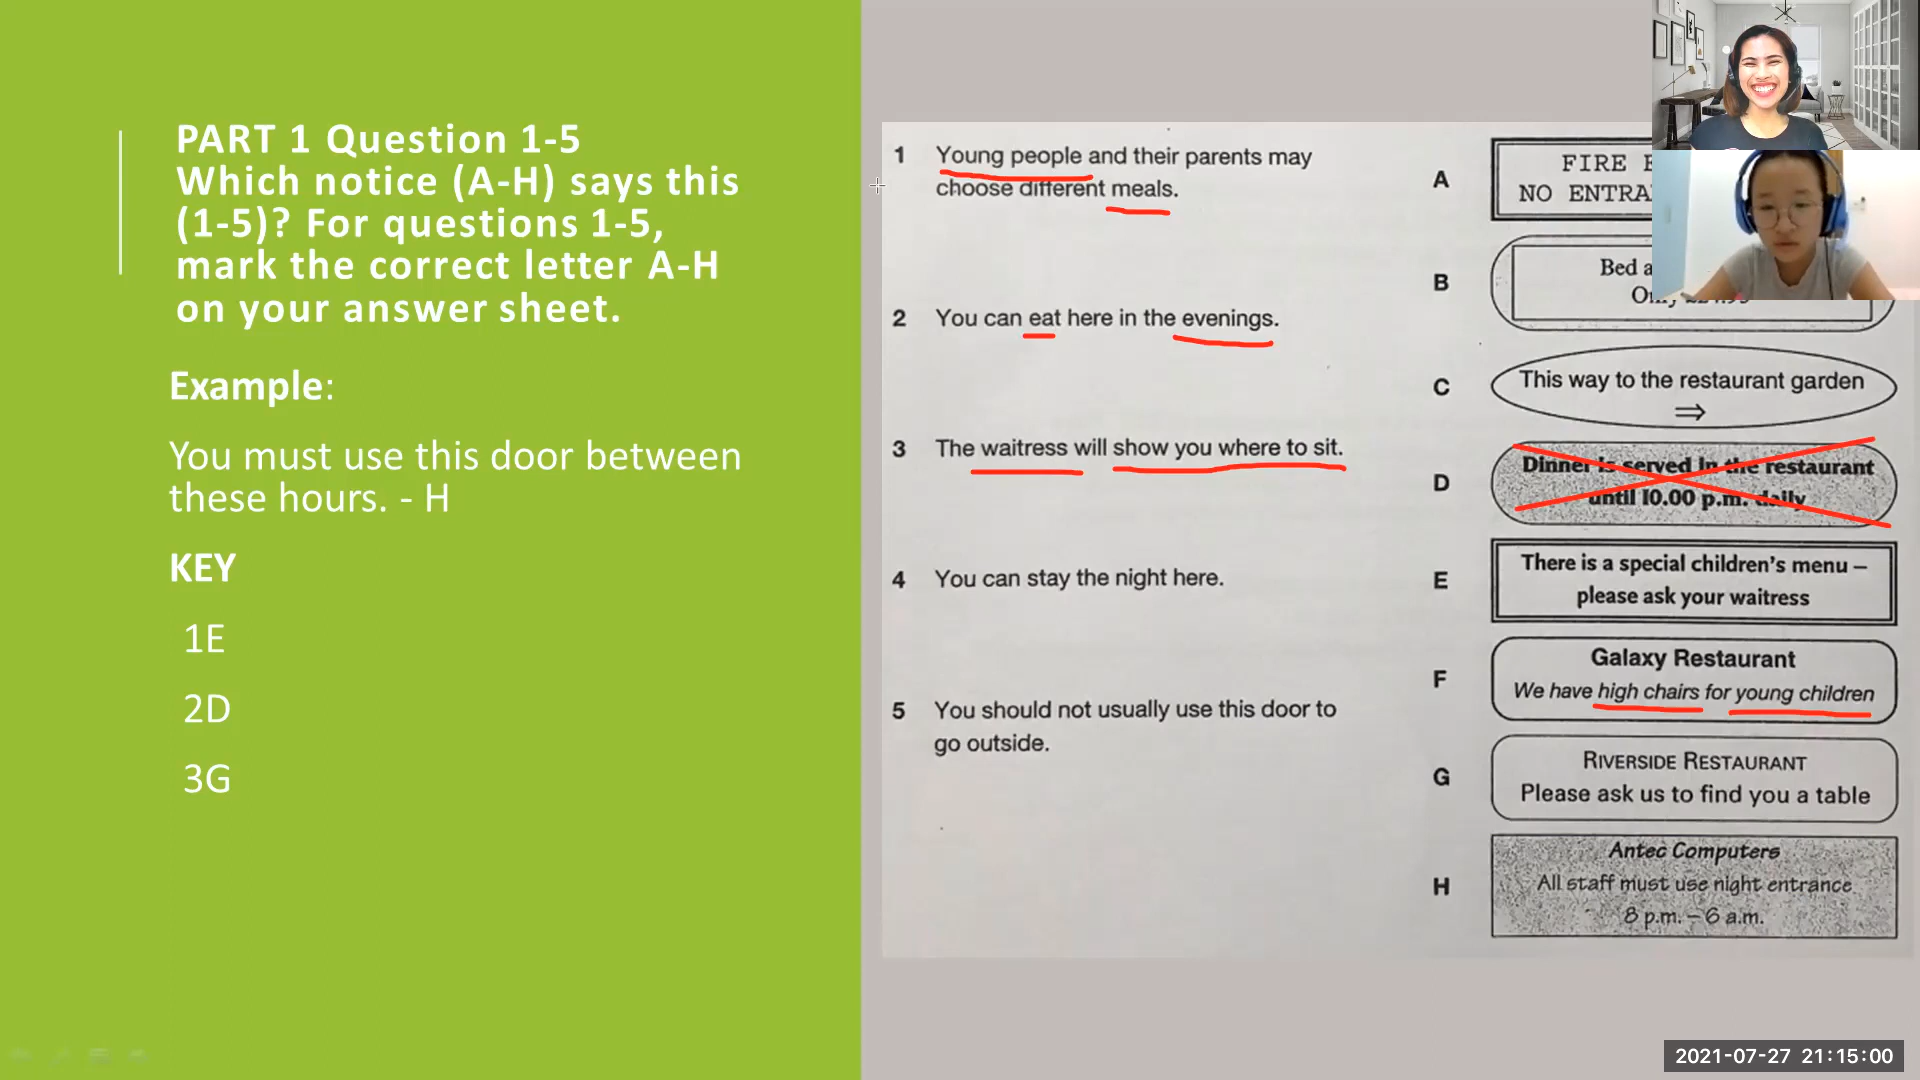 PART 1 Question 1-5
Which notice (A-H) says this
(1-5)? For questions 1-5,
mark the correct letter A-H
on your answer sheet.
Example:
You must use this door between
these hours. - H
KEY
1E
2D
3G
1 Young people and their parents may
choose different meals.
2 You can eat here in the evenings.
3 The waitress will show you where to sit.
4 You can stay the night here.
5 You should not usually use this door to
go outside.
A FIRE
NO
B Bed
C This way to the restaurant garden
⇒
D Dinner is served in the restaurant
until 10.00 p.m. daily
E There is a special children's menu –
please ask your waitress
F Galaxy Restaurant
We have high chairs for young children
G RIVERSIDE RESTAURANT
Please ask us to find you a table
H Antec Computers
All staff must use night entrance
8 p.m. – 6 a.m.
2021-07-27 21:15:00